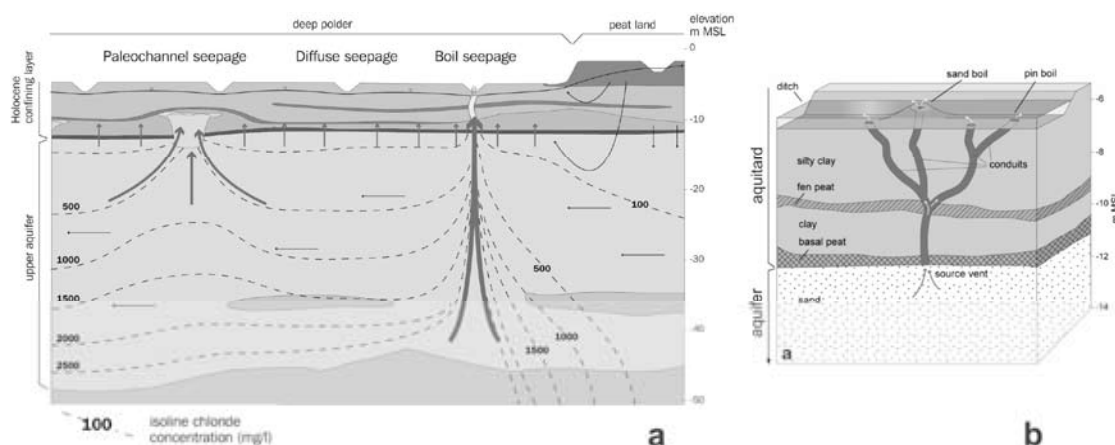 deep polder
peat land
elevation
m MSL
Paleochannel seepage
Diffuse seepage
Boil seepage
Holocene
confining layer
upper aquifer
0
-10
-20
-30
-40
-50
500
1000
1500
2000
2500
100
500
1000
1500
100
isoline chloride
concentration (mg/l)
a
ditch
sand boil
pin boil
-6
-8
-10
-12
-14
m MSL
aquitard
aquifer
silty clay
fen peat
clay
basal peat
sand
conduits
source vent
a
b